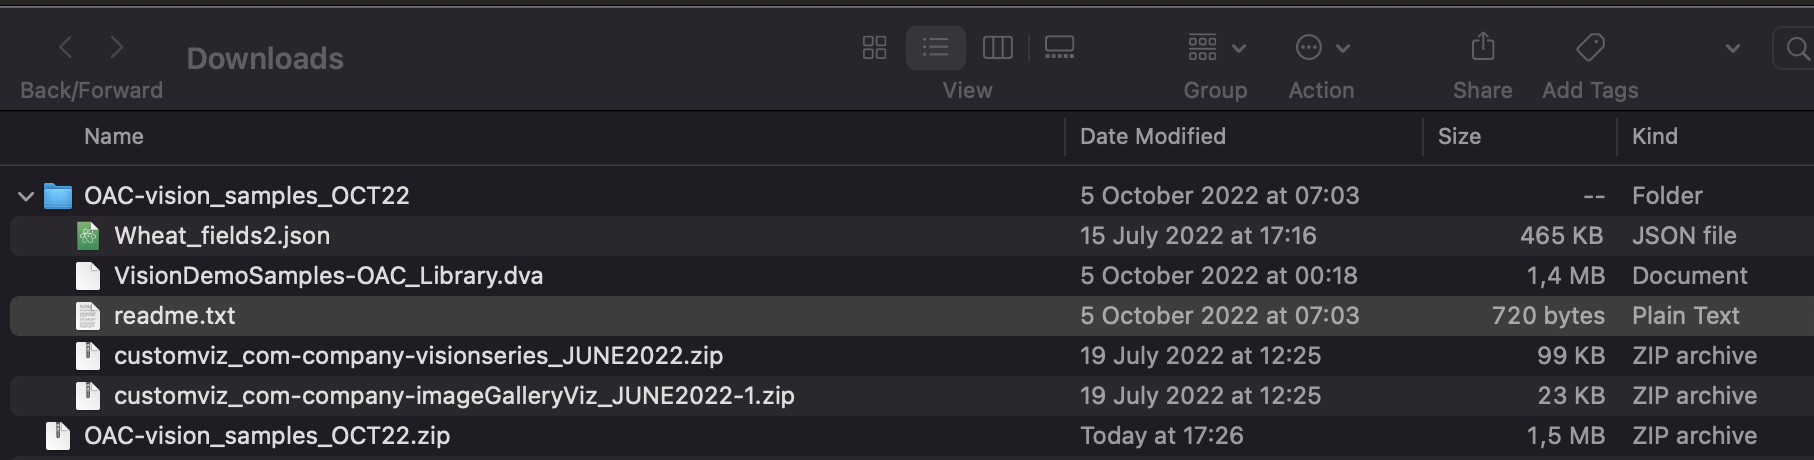 Downloads
Back/Forward View Group Action Share Add Tags
Name Date Modified Size Kind
OAC-vision_samples_OCT22 5 October 2022 at 07:03 -- Folder
Wheat_fields2.json 15 July 2022 at 17:16 465 KB JSON file
VisionDemoSamples-OAC_Library.dva 5 October 2022 at 00:18 1,4 MB Document
readme.txt 5 October 2022 at 07:03 720 bytes Plain Text
customviz_com-company-visionseries_JUNE2022.zip 19 July 2022 at 12:25 99 KB ZIP archive
customviz_com-company-imageGalleryViz_JUNE2022-1.zip 19 July 2022 at 12:25 23 KB ZIP archive
OAC-vision_samples_OCT22.zip Today at 17:26 1,5 MB ZIP archive